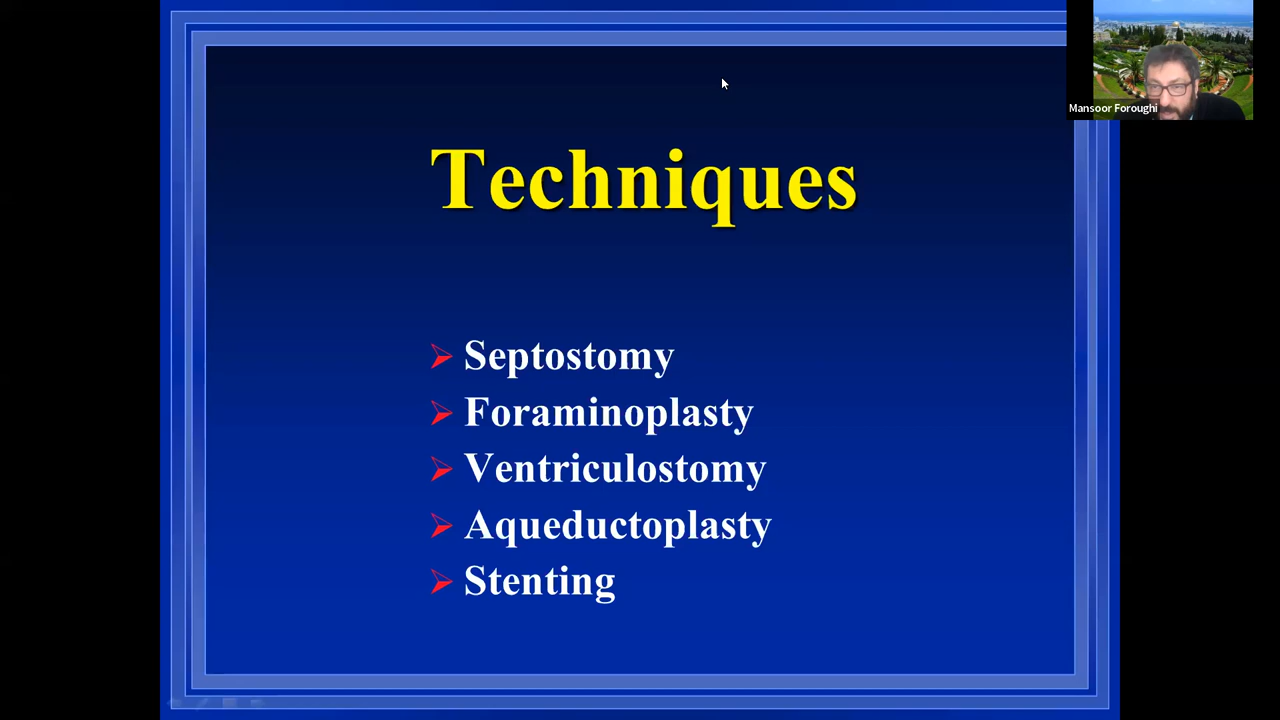 Mansoor Foroughi
Techniques
Septostomy
Foraminoplasty
Ventriculostomy
Aqueductoplasty
Stenting